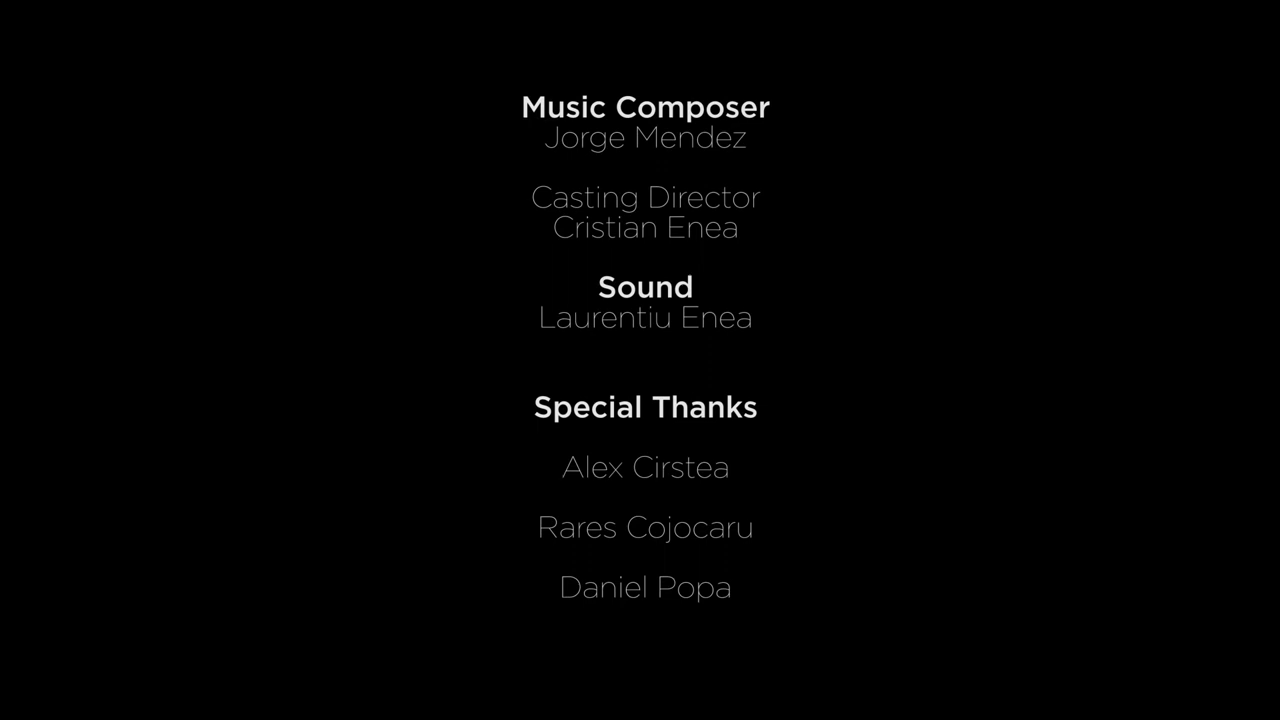 Music Composer
Jorge Mendez
Casting Director
Cristian Enea
Sound
Laurentiu Enea
Special Thanks
Alex Cirstea
Rares Cojocaru
Daniel Popa